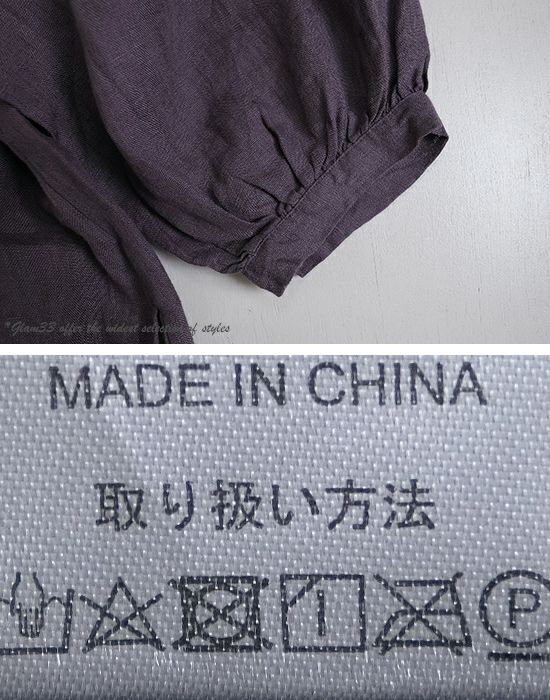 *Glam33 offer the widest selection of styles
MADE IN CHINA
取り扱い方法
P